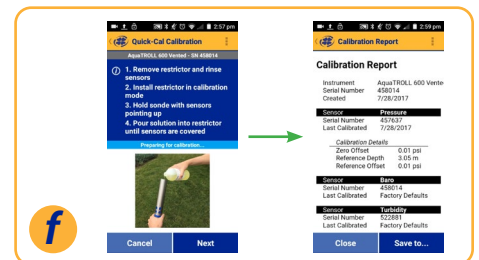 2:57 pm
Quick-Cal Calibration
AquaTROLL 600 Vented - SN 458014
1. Remove restrictor and rinse
sensors
2. Install restrictor in calibration
mode
3. Hold sonde with sensors
pointing up
4. Pour solution into restrictor
until sensors are covered
Preparing for calibration...
Cancel Next
f
2:59 pm
Calibration Report
Calibration Report
Instrument AquaTROLL 600 Vente
Serial Number 458014
Created 7/28/2017
Sensor Pressure
Serial Number 457637
Last Calibrated 7/28/2017
Calibration Details
Zero Offset 0.01 psi
Reference Depth 3.05 m
Reference Offset 0.01 psi
Sensor Baro
Serial Number 458014
Last Calibrated Factory Defaults
Sensor Turbidity
Serial Number 522881
Last Calibrated Factory Defaults
Close Save to...